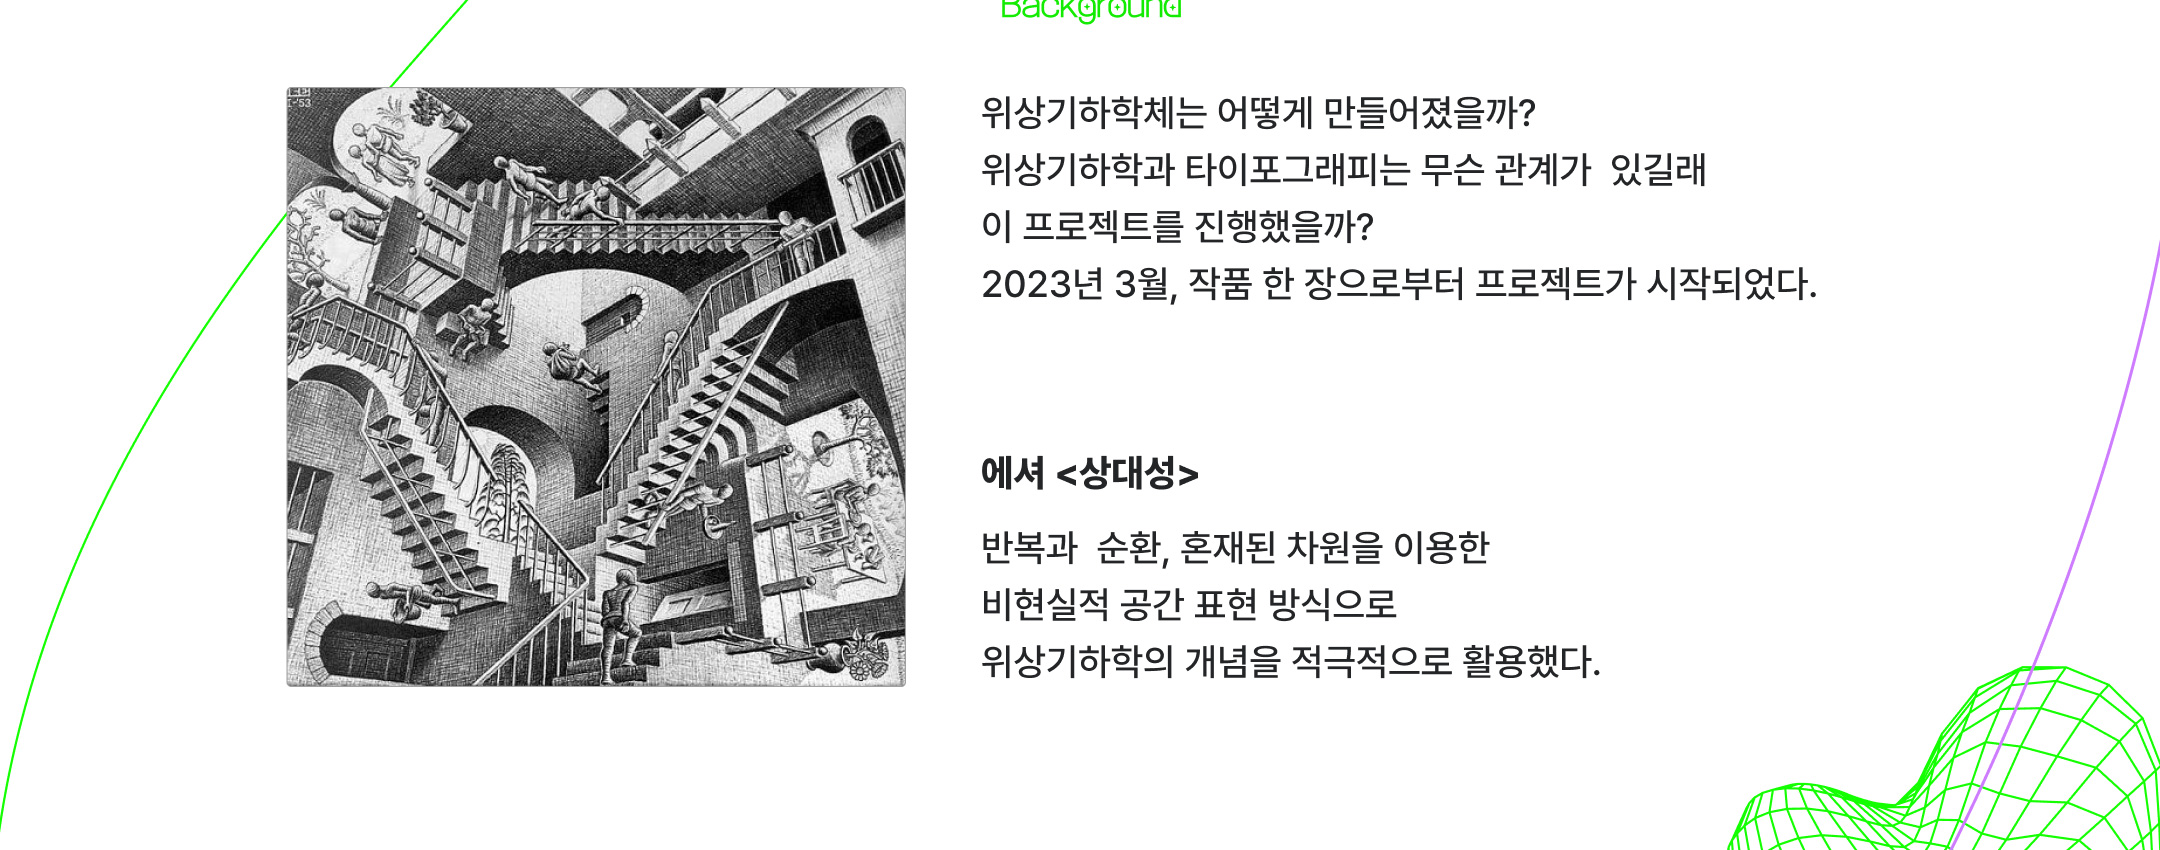 Background
위상기하학체는 어떻게 만들어졌을까?
위상기하학과 타이포그래피는 무슨 관계가 있길래
이 프로젝트를 진행했을까?
2023년 3월, 작품 한 장으로부터 프로젝트가 시작되었다.
에셔 <상대성>
반복과 순환, 혼재된 차원을 이용한
비현실적 공간 표현 방식으로
위상기하학의 개념을 적극적으로 활용했다.